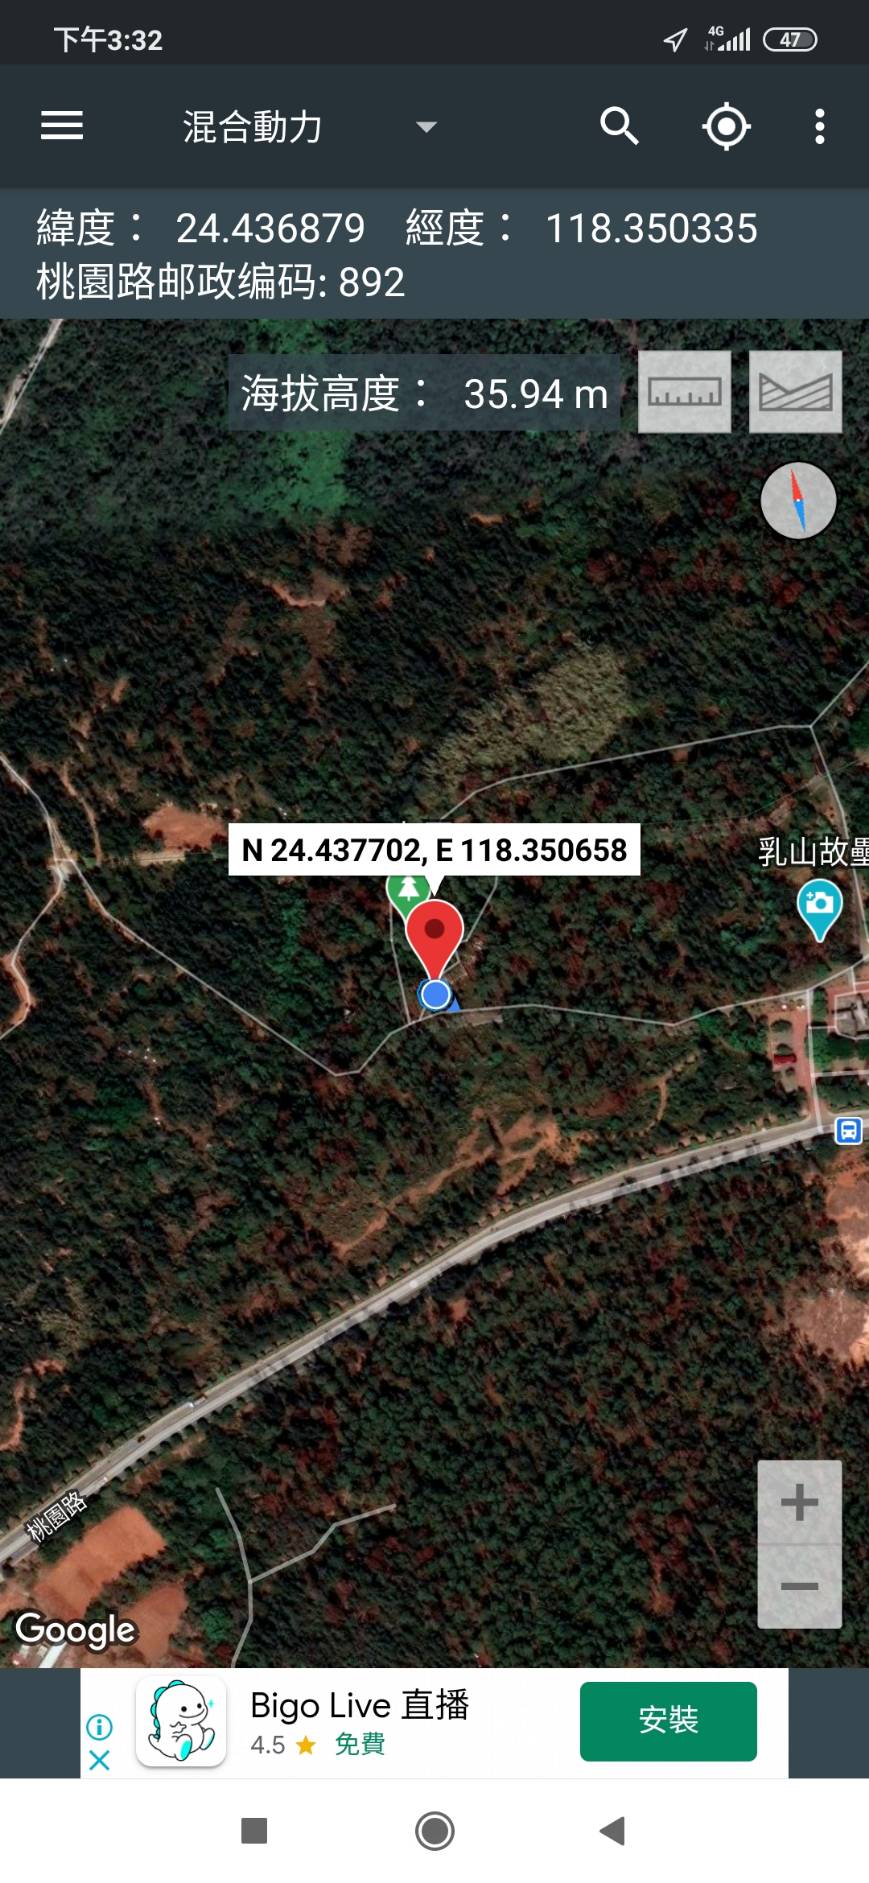 下午3:32
4G
47
混合動力
緯度： 24.436879 經度： 118.350335
桃園路邮政编码: 892
海拔高度： 35.94 m
N 24.437702, E 118.350658
乳山故壘
桃園路
Google
Bigo Live 直播
4.5 ★ 免費
安裝